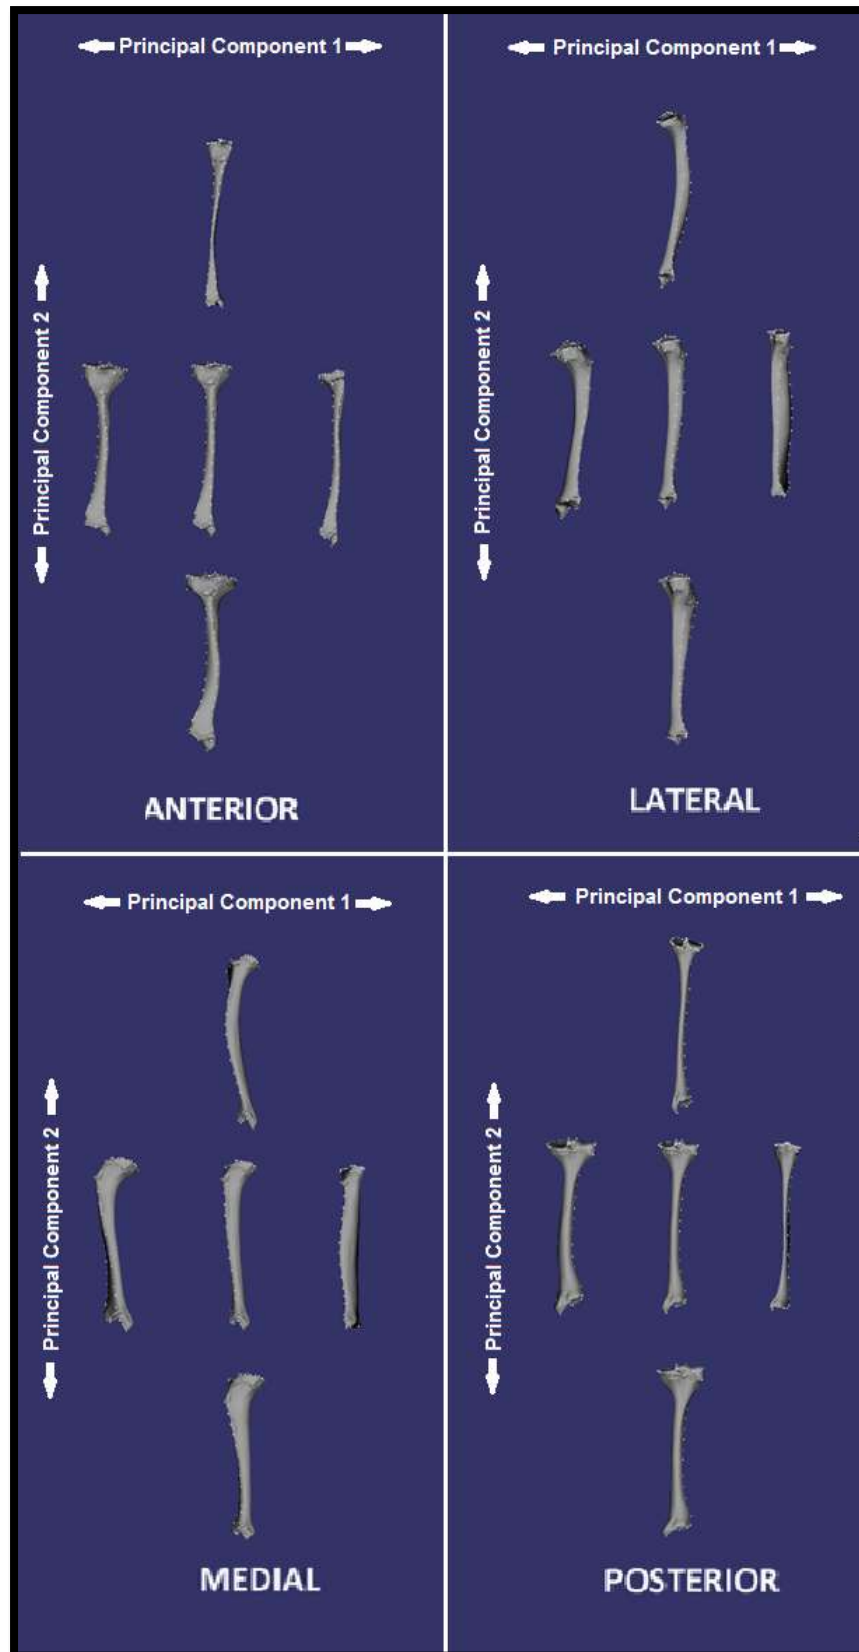 Principal Component 1
Principal Component 2
ANTERIOR
Principal Component 1
Principal Component 2
LATERAL
Principal Component 1
Principal Component 2
MEDIAL
Principal Component 1
Principal Component 2
POSTERIOR